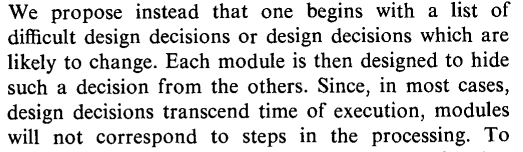 We propose instead that one begins with a list of
difficult design decisions or design decisions which are
likely to change. Each module is then designed to hide
such a decision from the others. Since, in most cases,
design decisions transcend time of execution, modules
will not correspond to steps in the processing. To